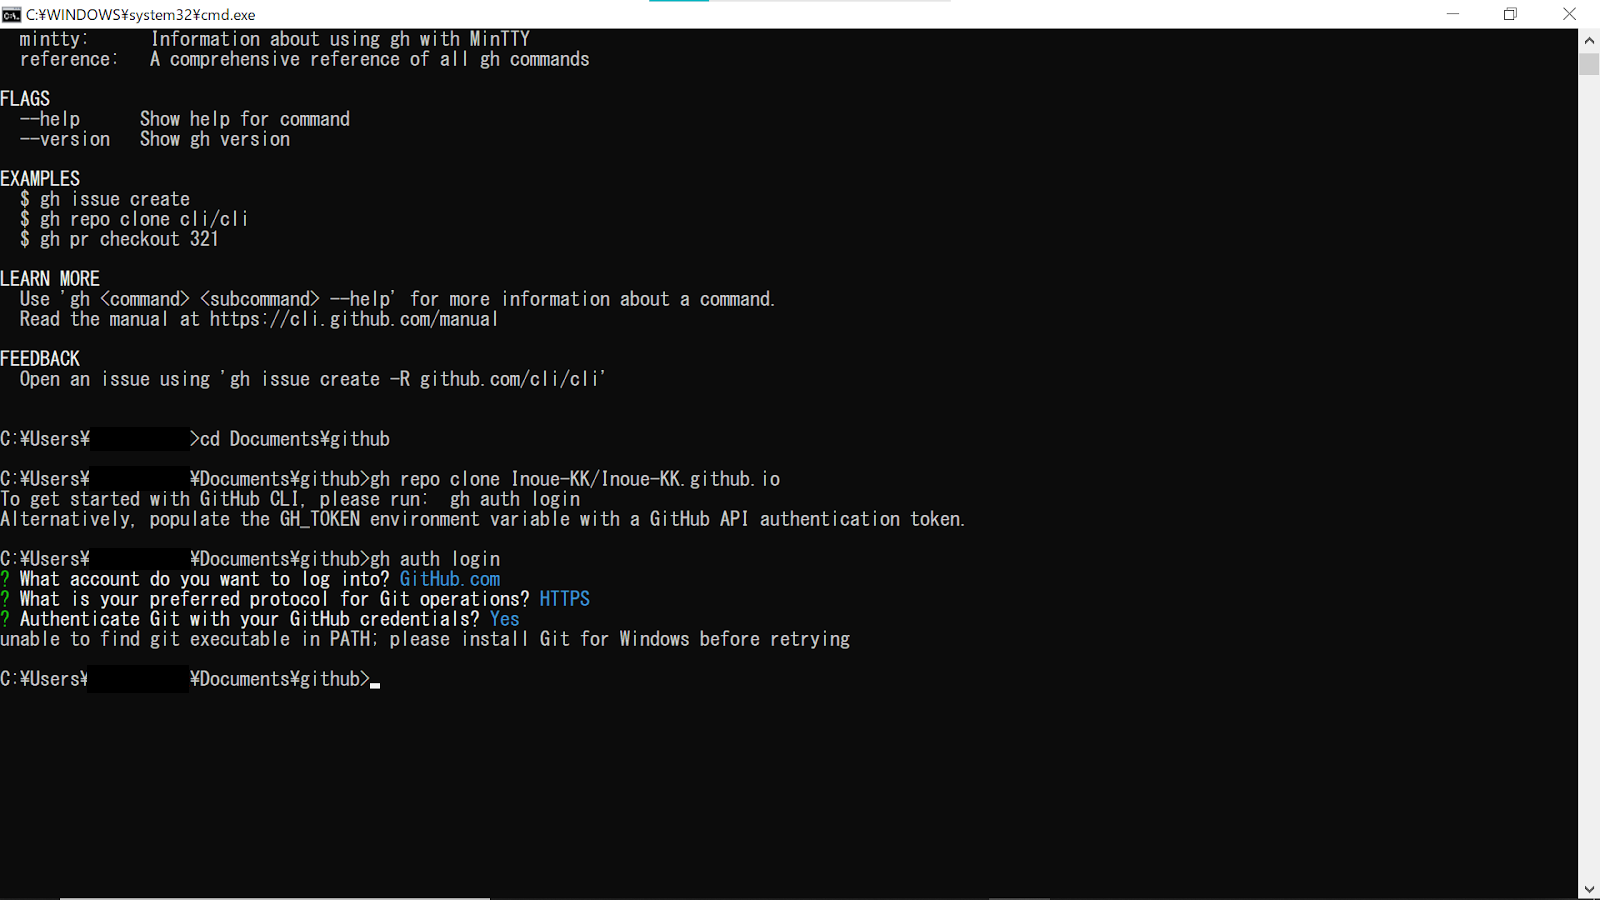 C:¥WINDOWS¥system32¥cmd.exe
mintty: Information about using gh with MinTTY
reference: A comprehensive reference of all gh commands
FLAGS
--help Show help for command
--version Show gh version
EXAMPLES
$ gh issue create
$ gh repo clone cli/cli
$ gh pr checkout 321
LEARN MORE
Use 'gh <command> <subcommand> --help' for more information about a command.
Read the manual at https://cli.github.com/manual
FEEDBACK
Open an issue using 'gh issue create -R github.com/cli/cli'
C:¥Users¥ >cd Documents¥github
C:¥Users¥ ¥Documents¥github>gh repo clone Inoue-KK/Inoue-KK.github.io
To get started with GitHub CLI, please run: gh auth login
Alternatively, populate the GH_TOKEN environment variable with a GitHub API authentication token.
C:¥Users¥ ¥Documents¥github>gh auth login
? What account do you want to log into? GitHub.com
? What is your preferred protocol for Git operations? HTTPS
? Authenticate Git with your GitHub credentials? Yes
unable to find git executable in PATH; please install Git for Windows before retrying
C:¥Users¥ ¥Documents¥github>